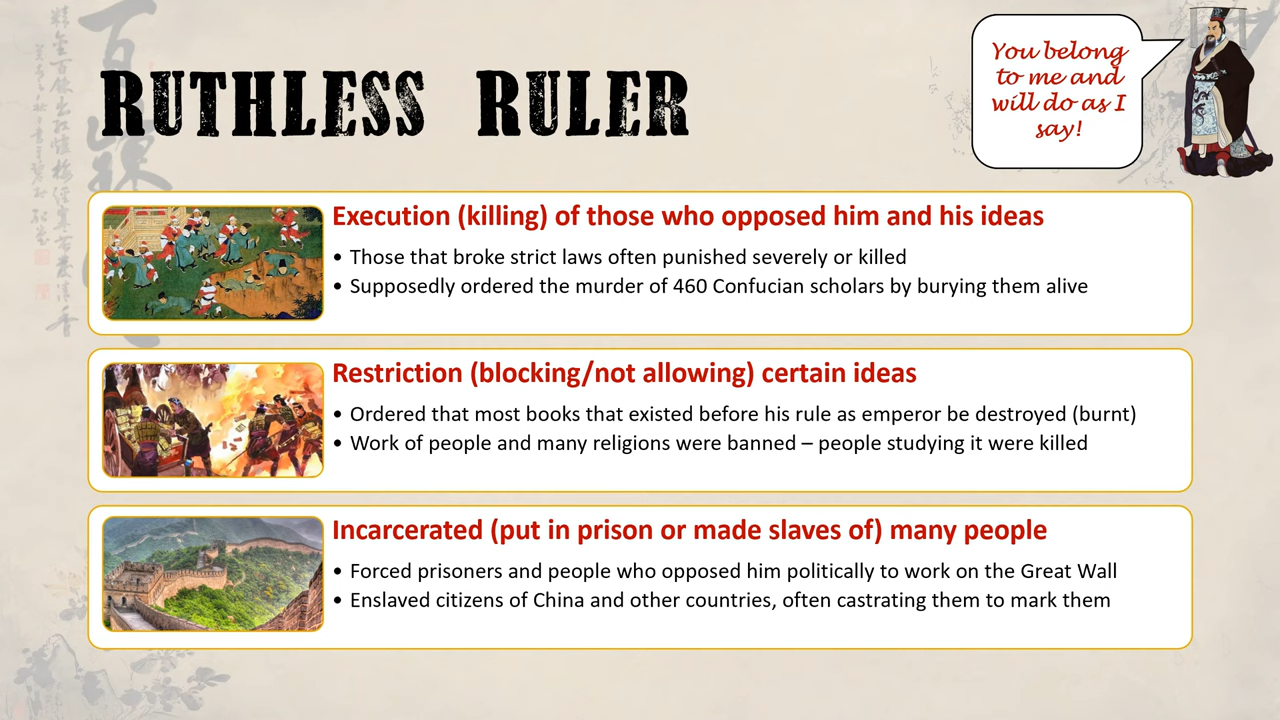 RUTHLESS RULER
You belong
to me and
will do as I
say!
Execution (killing) of those who opposed him and his ideas
• Those that broke strict laws often punished severely or killed
• Supposedly ordered the murder of 460 Confucian scholars by burying them alive
Restriction (blocking/not allowing) certain ideas
• Ordered that most books that existed before his rule as emperor be destroyed (burnt)
• Work of people and many religions were banned – people studying it were killed
Incarcerated (put in prison or made slaves of) many people
• Forced prisoners and people who opposed him politically to work on the Great Wall
• Enslaved citizens of China and other countries, often castrating them to mark them